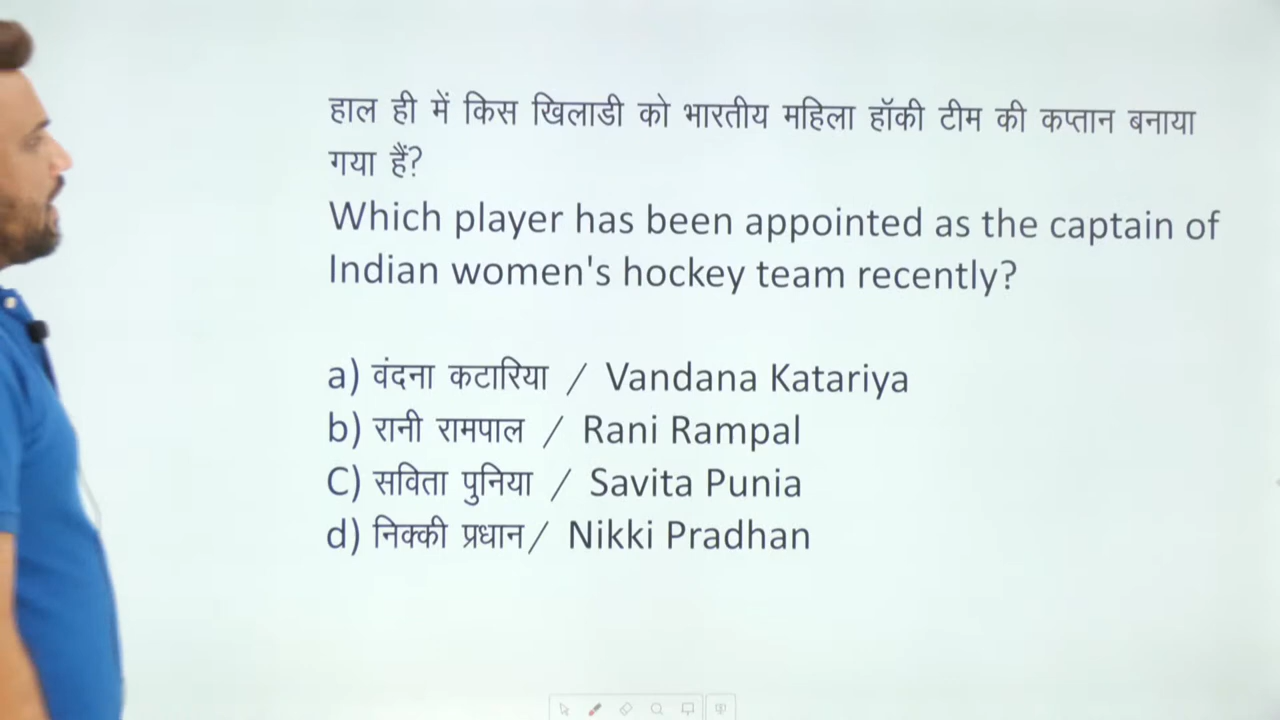 हाल ही में किस खिलाडी को भारतीय महिला हॉकी टीम की कप्तान बनाया
गया हैं?
Which player has been appointed as the captain of
Indian women's hockey team recently?
a) वंदना कटारिया / Vandana Katariya
b) रानी रामपाल / Rani Rampal
C) सविता पुनिया / Savita Punia
d) निक्की प्रधान/ Nikki Pradhan